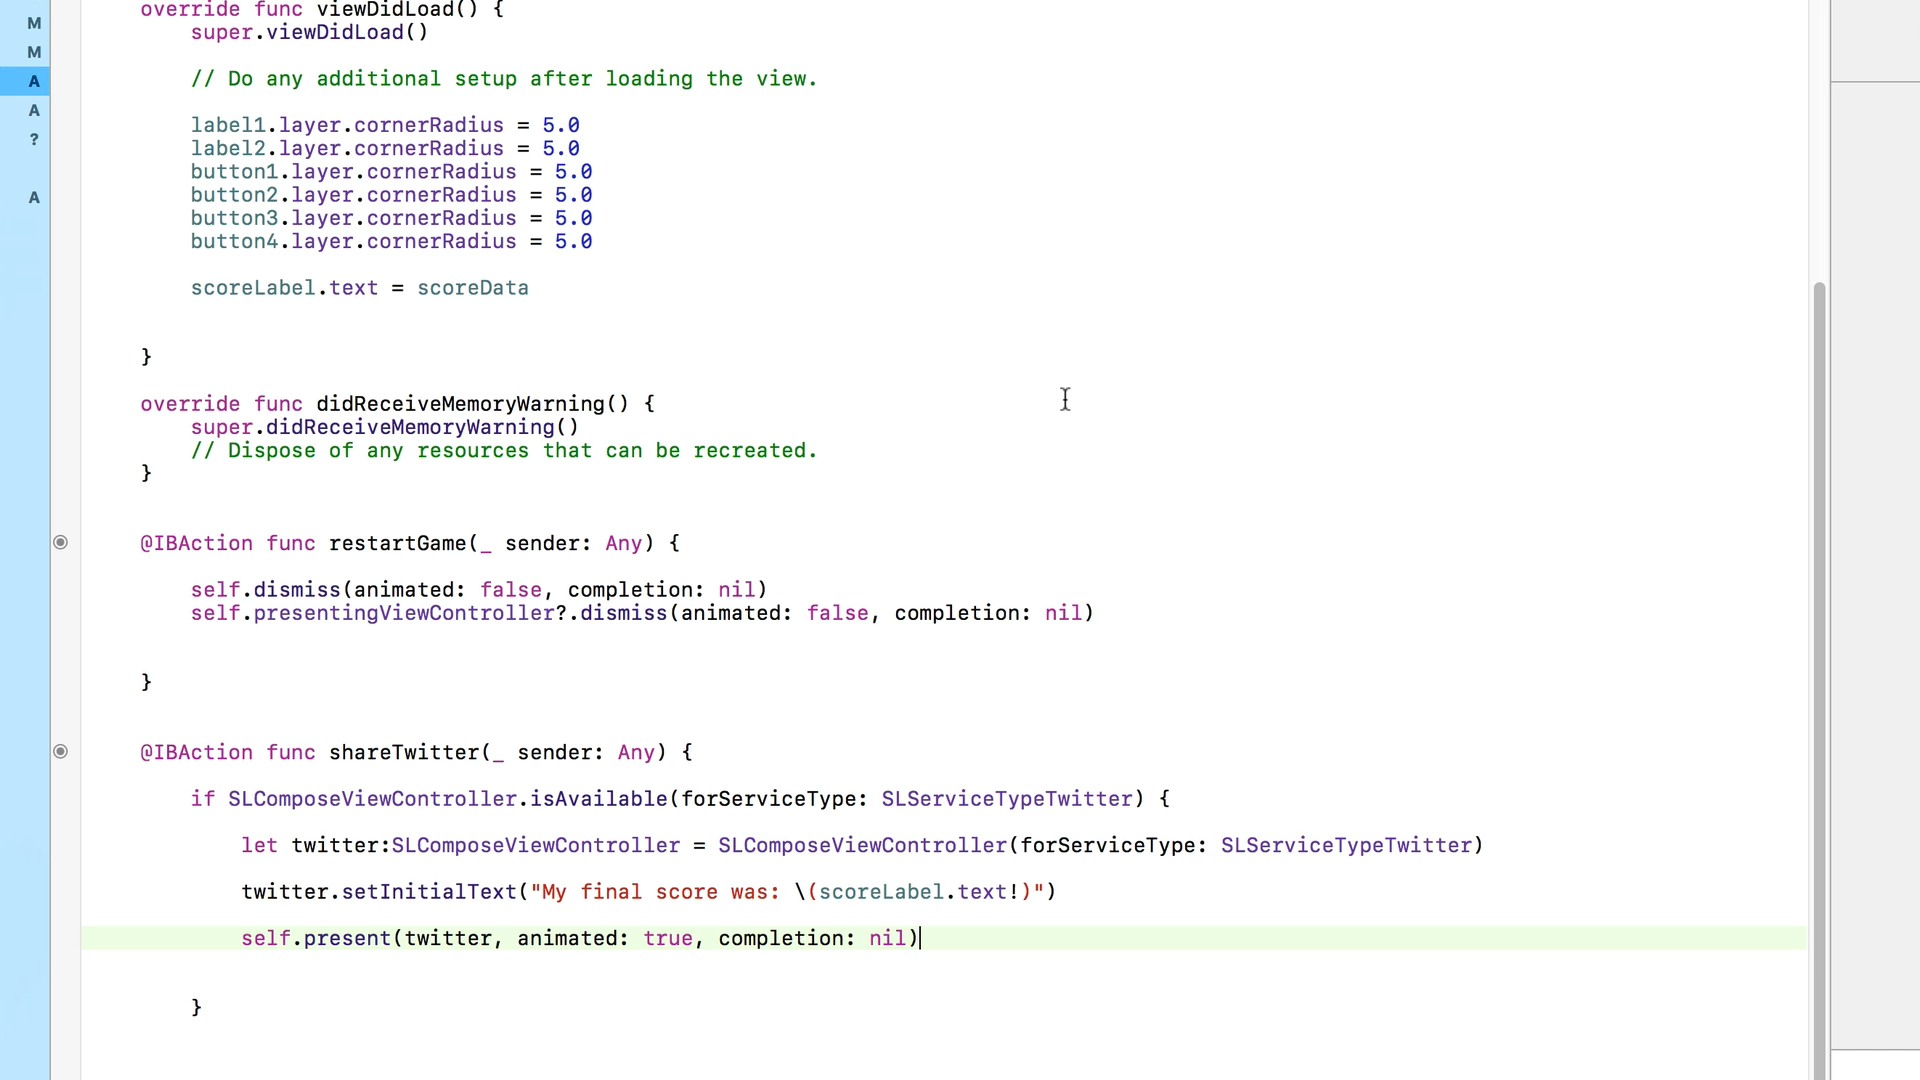 M
M
A
A
?
A
override func viewDidLoad() {
super.viewDidLoad()
// Do any additional setup after loading the view.
label1.layer.cornerRadius = 5.0
label2.layer.cornerRadius = 5.0
button1.layer.cornerRadius = 5.0
button2.layer.cornerRadius = 5.0
button3.layer.cornerRadius = 5.0
button4.layer.cornerRadius = 5.0
scoreLabel.text = scoreData
}
override func didReceiveMemoryWarning() {
super.didReceiveMemoryWarning()
// Dispose of any resources that can be recreated.
}
@IBAction func restartGame(_ sender: Any) {
self.dismiss(animated: false, completion: nil)
self.presentingViewController?.dismiss(animated: false, completion: nil)
}
@IBAction func shareTwitter(_ sender: Any) {
if SLComposeViewController.isAvailable(forServiceType: SLServiceTypeTwitter) {
let twitter:SLComposeViewController = SLComposeViewController(forServiceType: SLServiceTypeTwitter)
twitter.setInitialText("My final score was: \(scoreLabel.text!)")
self.present(twitter, animated: true, completion: nil)
}